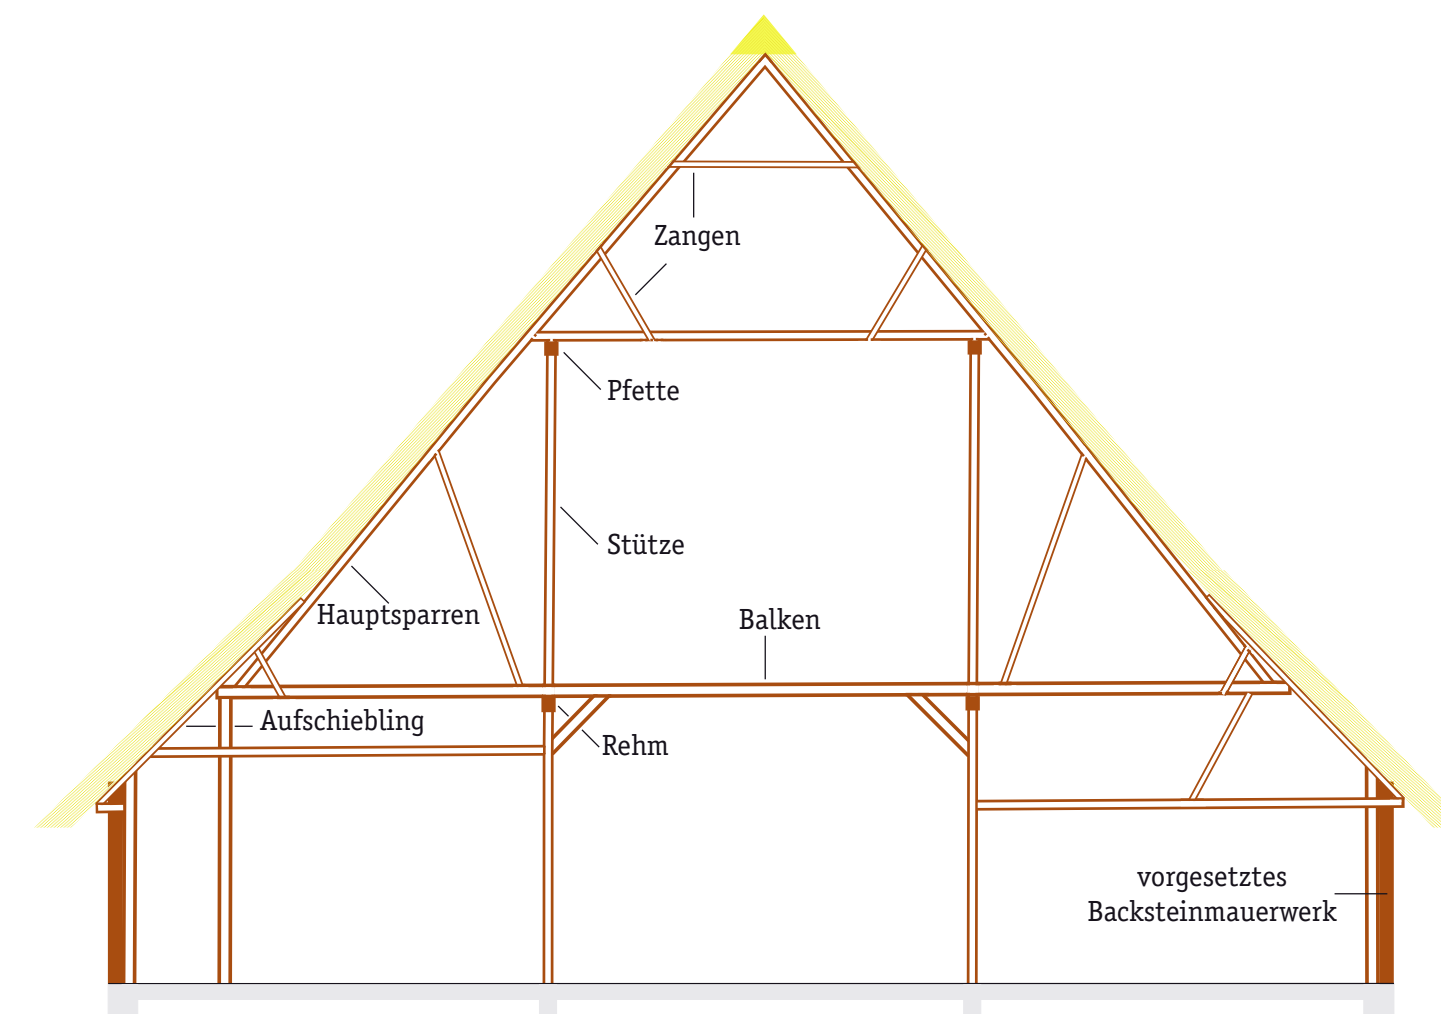 Zangen
Pfette
Stütze
Hauptsparren
Balken
Aufschiebling
Rehm
vorgesetztes
Backsteinmauerwerk